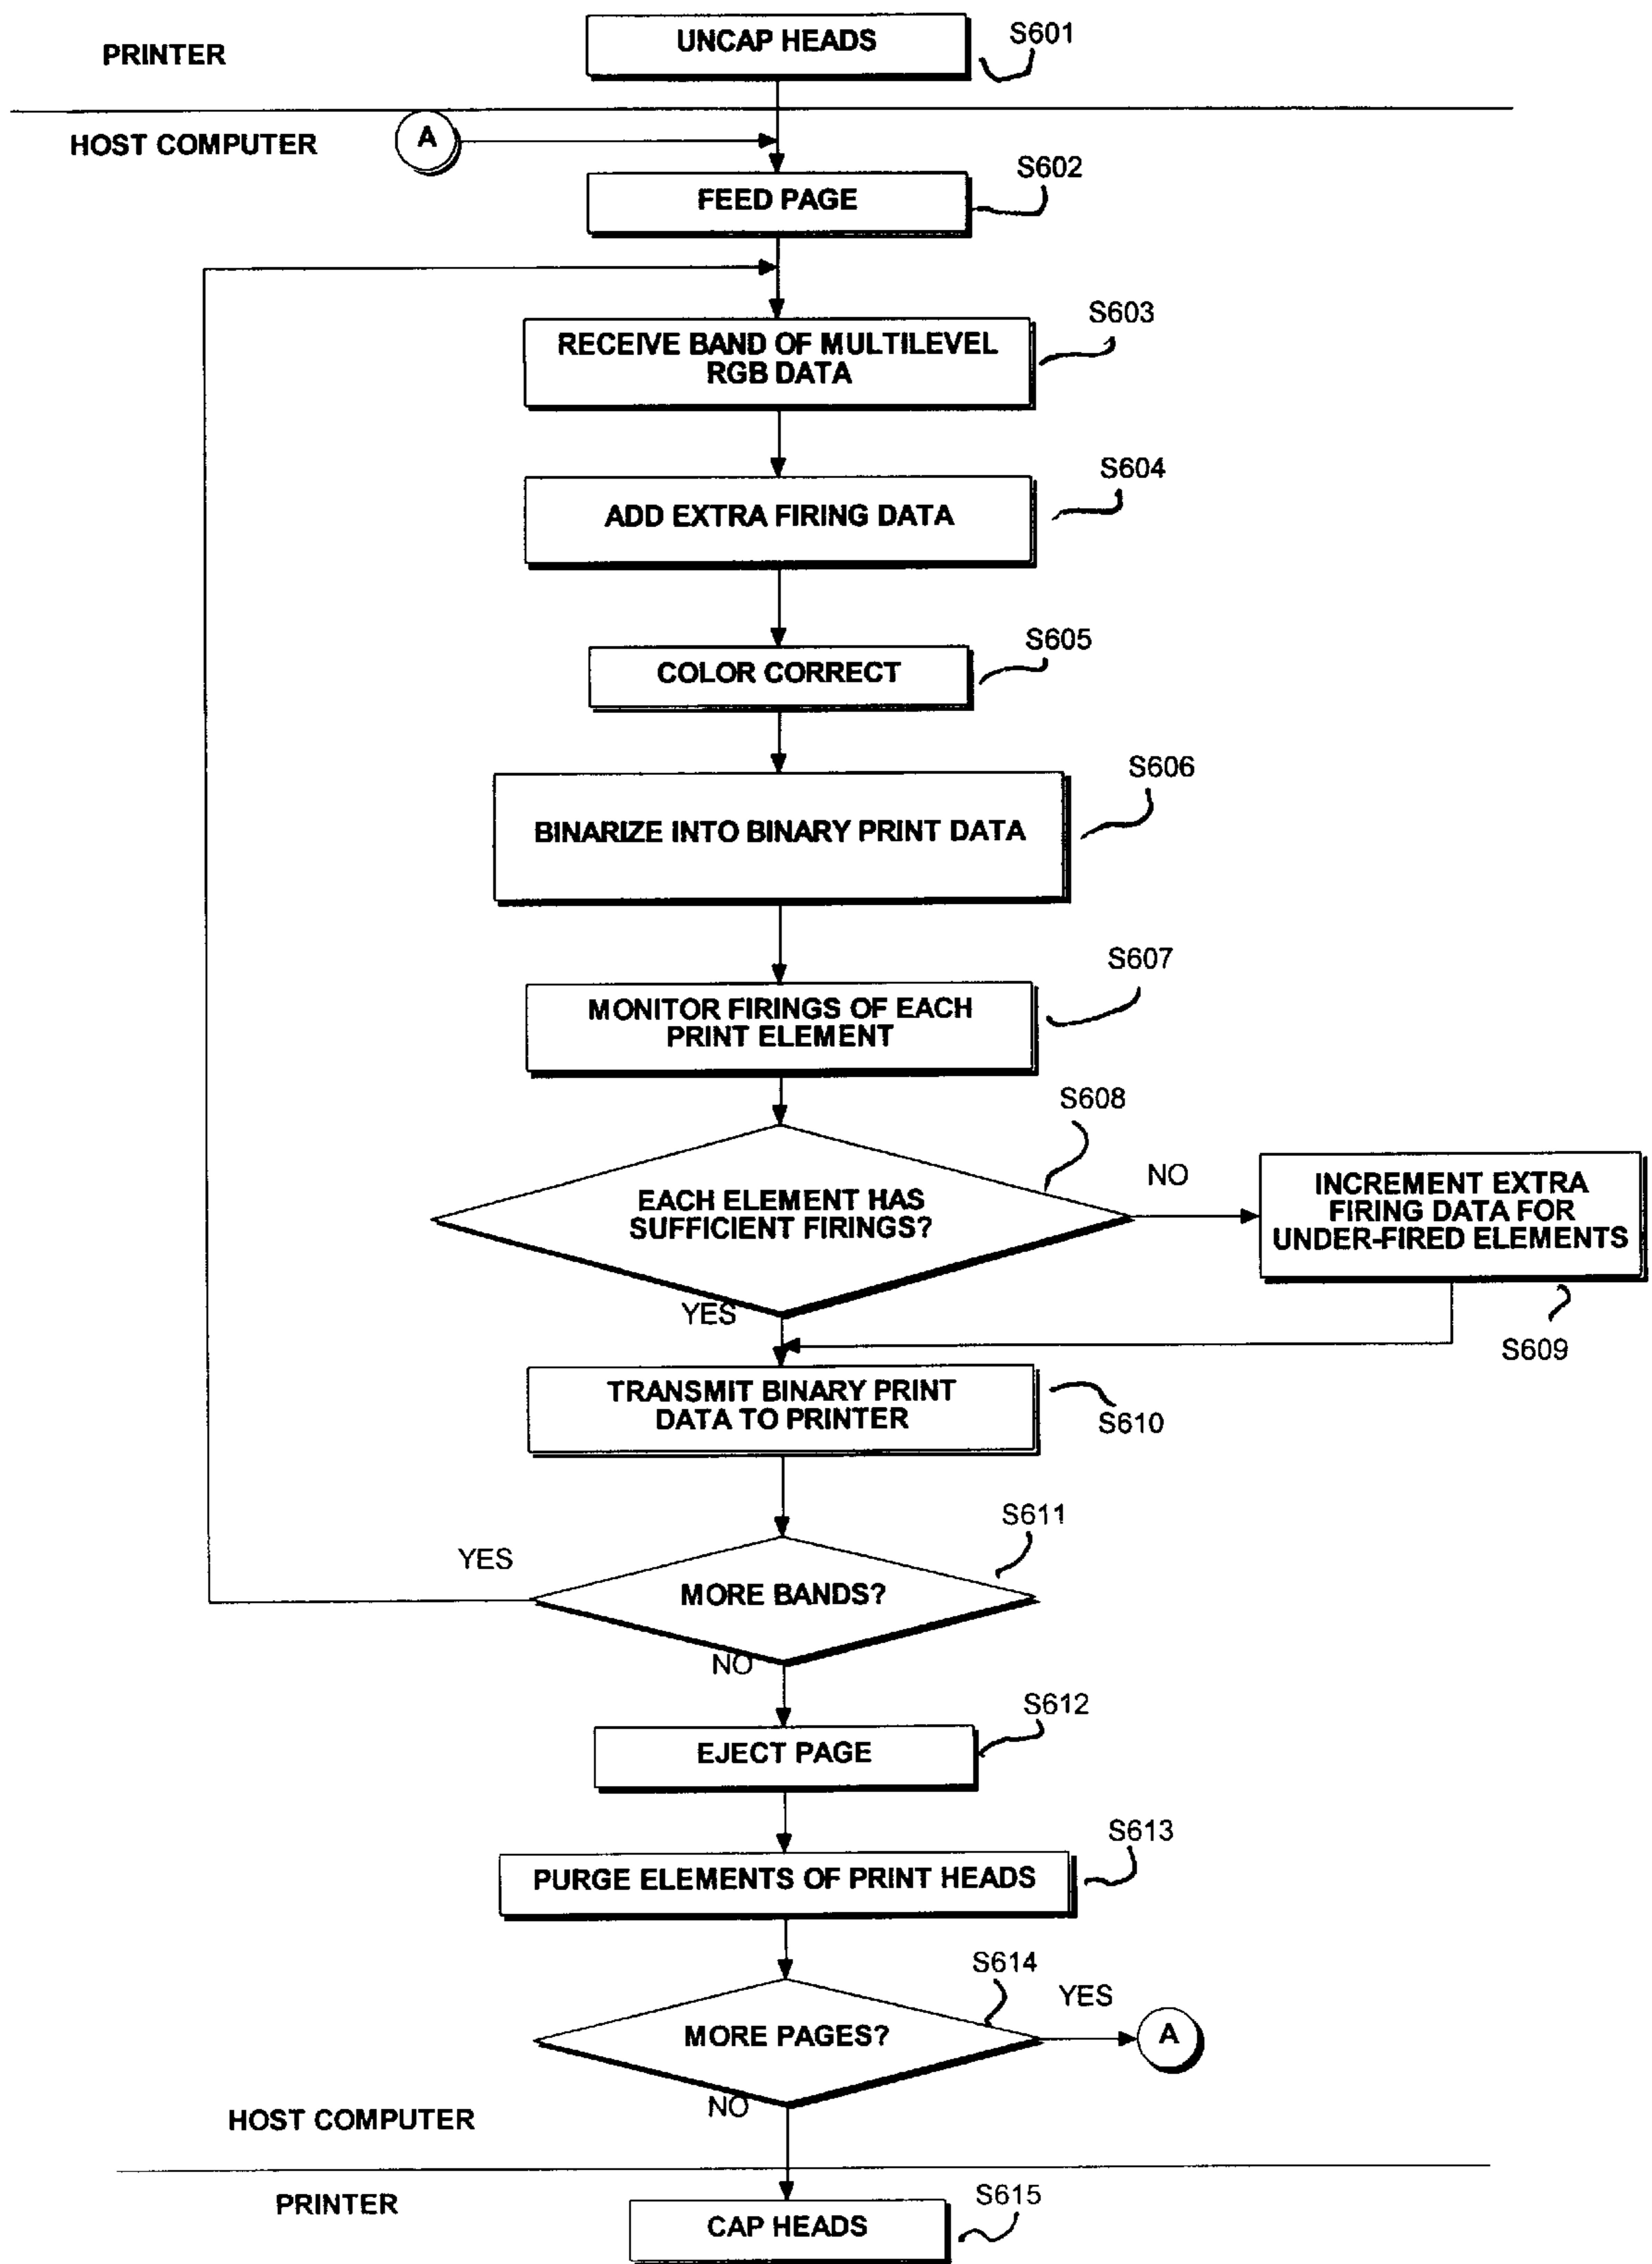 UNCAP HEADS
S601
PRINTER
HOST COMPUTER
A
FEED PAGE
S602
RECEIVE BAND OF MULTILEVEL
RGB DATA
S603
ADD EXTRA FIRING DATA
S604
COLOR CORRECT
S605
BINARIZE INTO BINARY PRINT DATA
S606
MONITOR FIRINGS OF EACH
PRINT ELEMENT
S607
EACH ELEMENT HAS
SUFFICIENT FIRINGS?
S608
NO
INCREMENT EXTRA
FIRING DATA FOR
UNDER-FIRED ELEMENTS
S609
YES
TRANSMIT BINARY PRINT
DATA TO PRINTER
S610
MORE BANDS?
S611
YES
NO
EJECT PAGE
S612
PURGE ELEMENTS OF PRINT HEADS
S613
MORE PAGES?
S614
YES
A
NO
HOST COMPUTER
PRINTER
CAP HEADS
S615